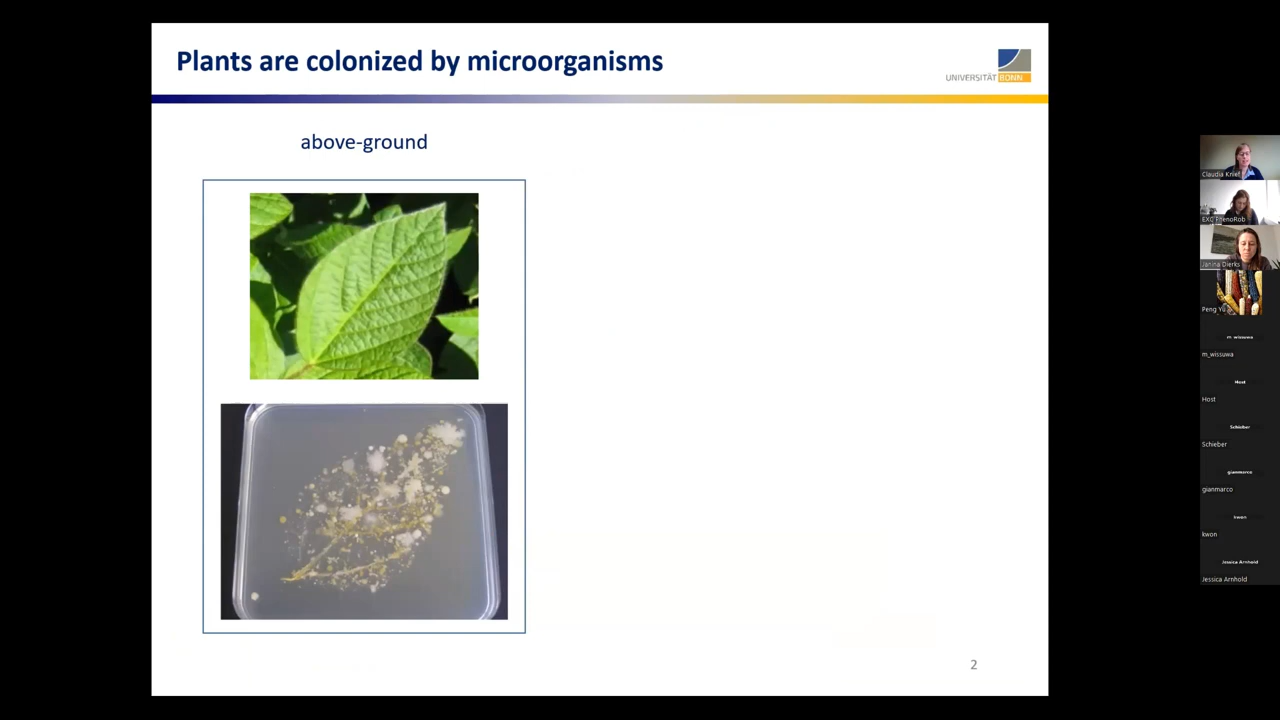 Plants are colonized by microorganisms
UNIVERSITÄT BONN
above-ground
2
Claudia Knief
EXC PhenoRob
Janina Dierks
Peng Yu
m_wissuwa
m_wissuwa
Host
Host
Schieber
Schieber
gianmarco
gianmarco
kwon
kwon
Jessica Arnhold
Jessica Arnhold